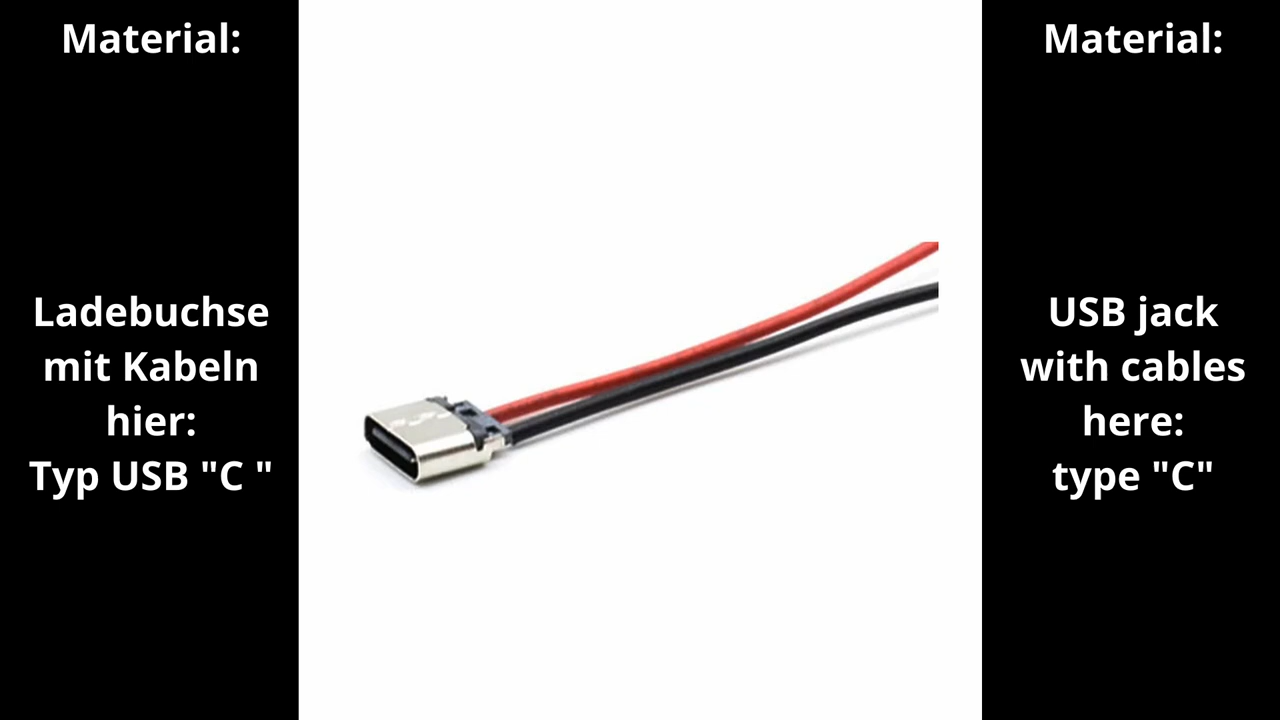 Material:
Ladebuchse
mit Kabeln
hier:
Typ USB "C "
Material:
USB jack
with cables
here:
type "C"